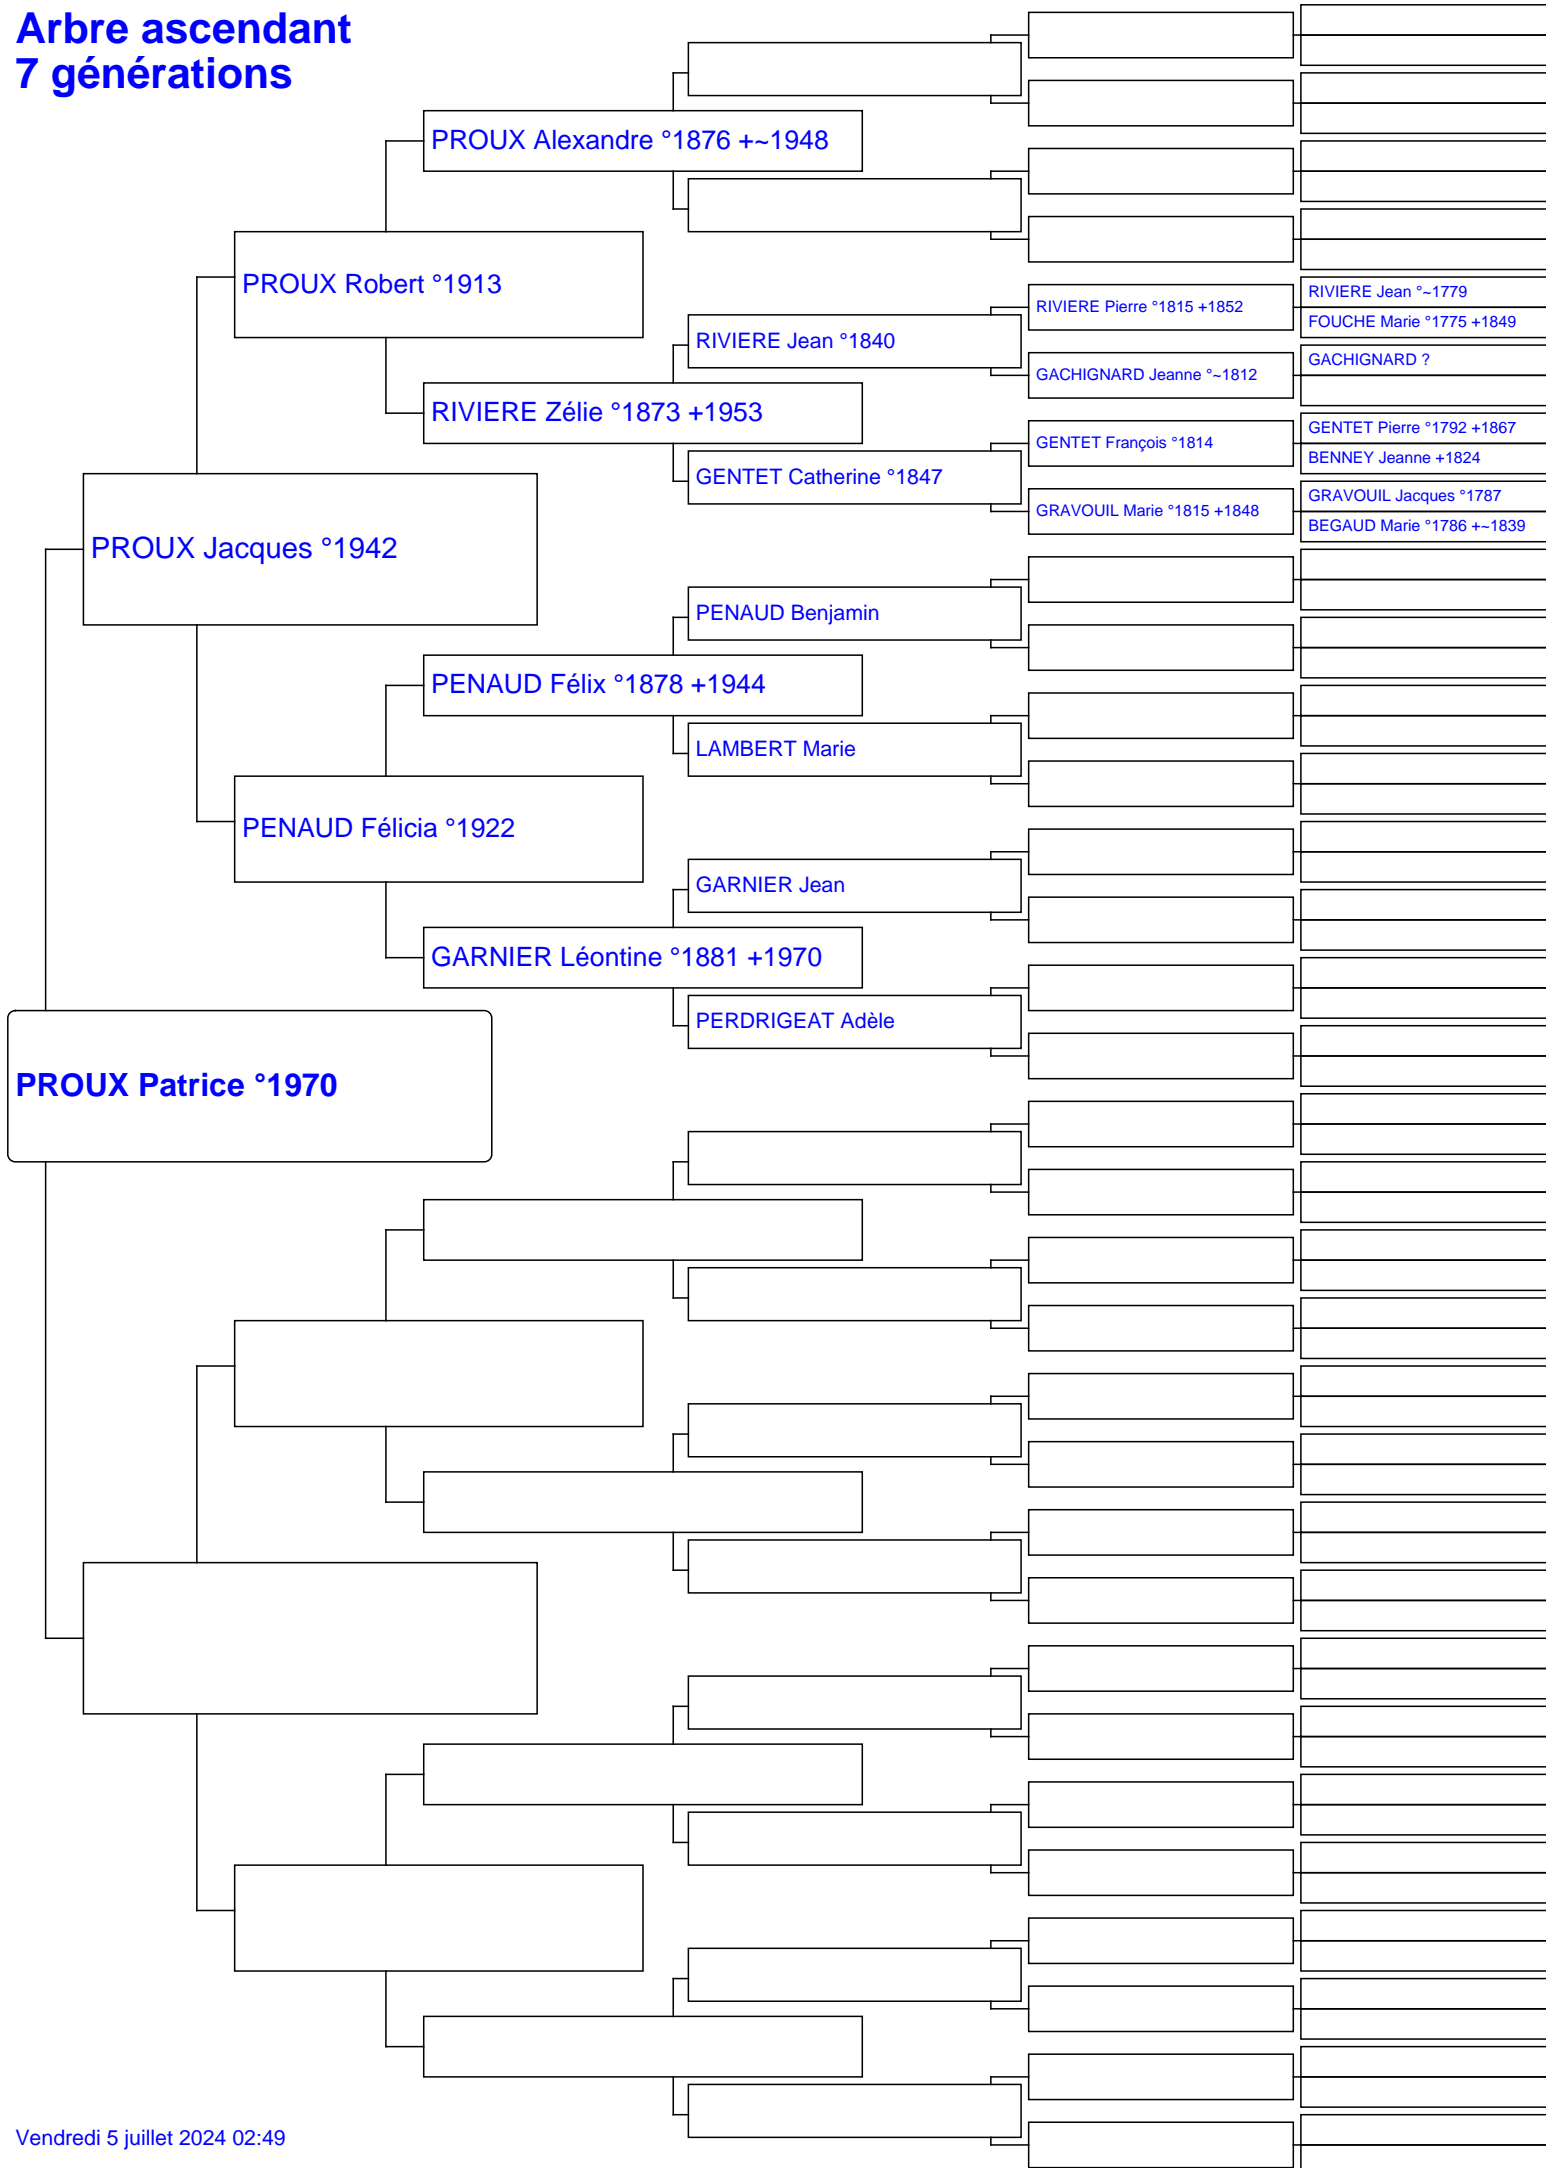 Arbre ascendant
7 générations
PROUX Alexandre °1876 +~1948
PROUX Robert °1913
RIVIERE Jean °~1779
RIVIERE Pierre °1815 +1852
FOUCHE Marie °1775 +1849
RIVIERE Jean °1840
GACHIGNARD ?
GACHIGNARD Jeanne °~1812
RIVIERE Zélie °1873 +1953
GENTET Pierre °1792 +1867
GENTET François °1814
BENNEY Jeanne +1824
GENTET Catherine °1847
GRAVOUIL Jacques °1787
GRAVOUIL Marie °1815 +1848
BEGAUD Marie °1786 +~1839
PROUX Jacques °1942
PENAUD Benjamin
PENAUD Félix °1878 +1944
LAMBERT Marie
PENAUD Félicia °1922
GARNIER Jean
GARNIER Léontine °1881 +1970
PERDRIGEAT Adèle
PROUX Patrice °1970
Vendredi 5 juillet 2024 02:49